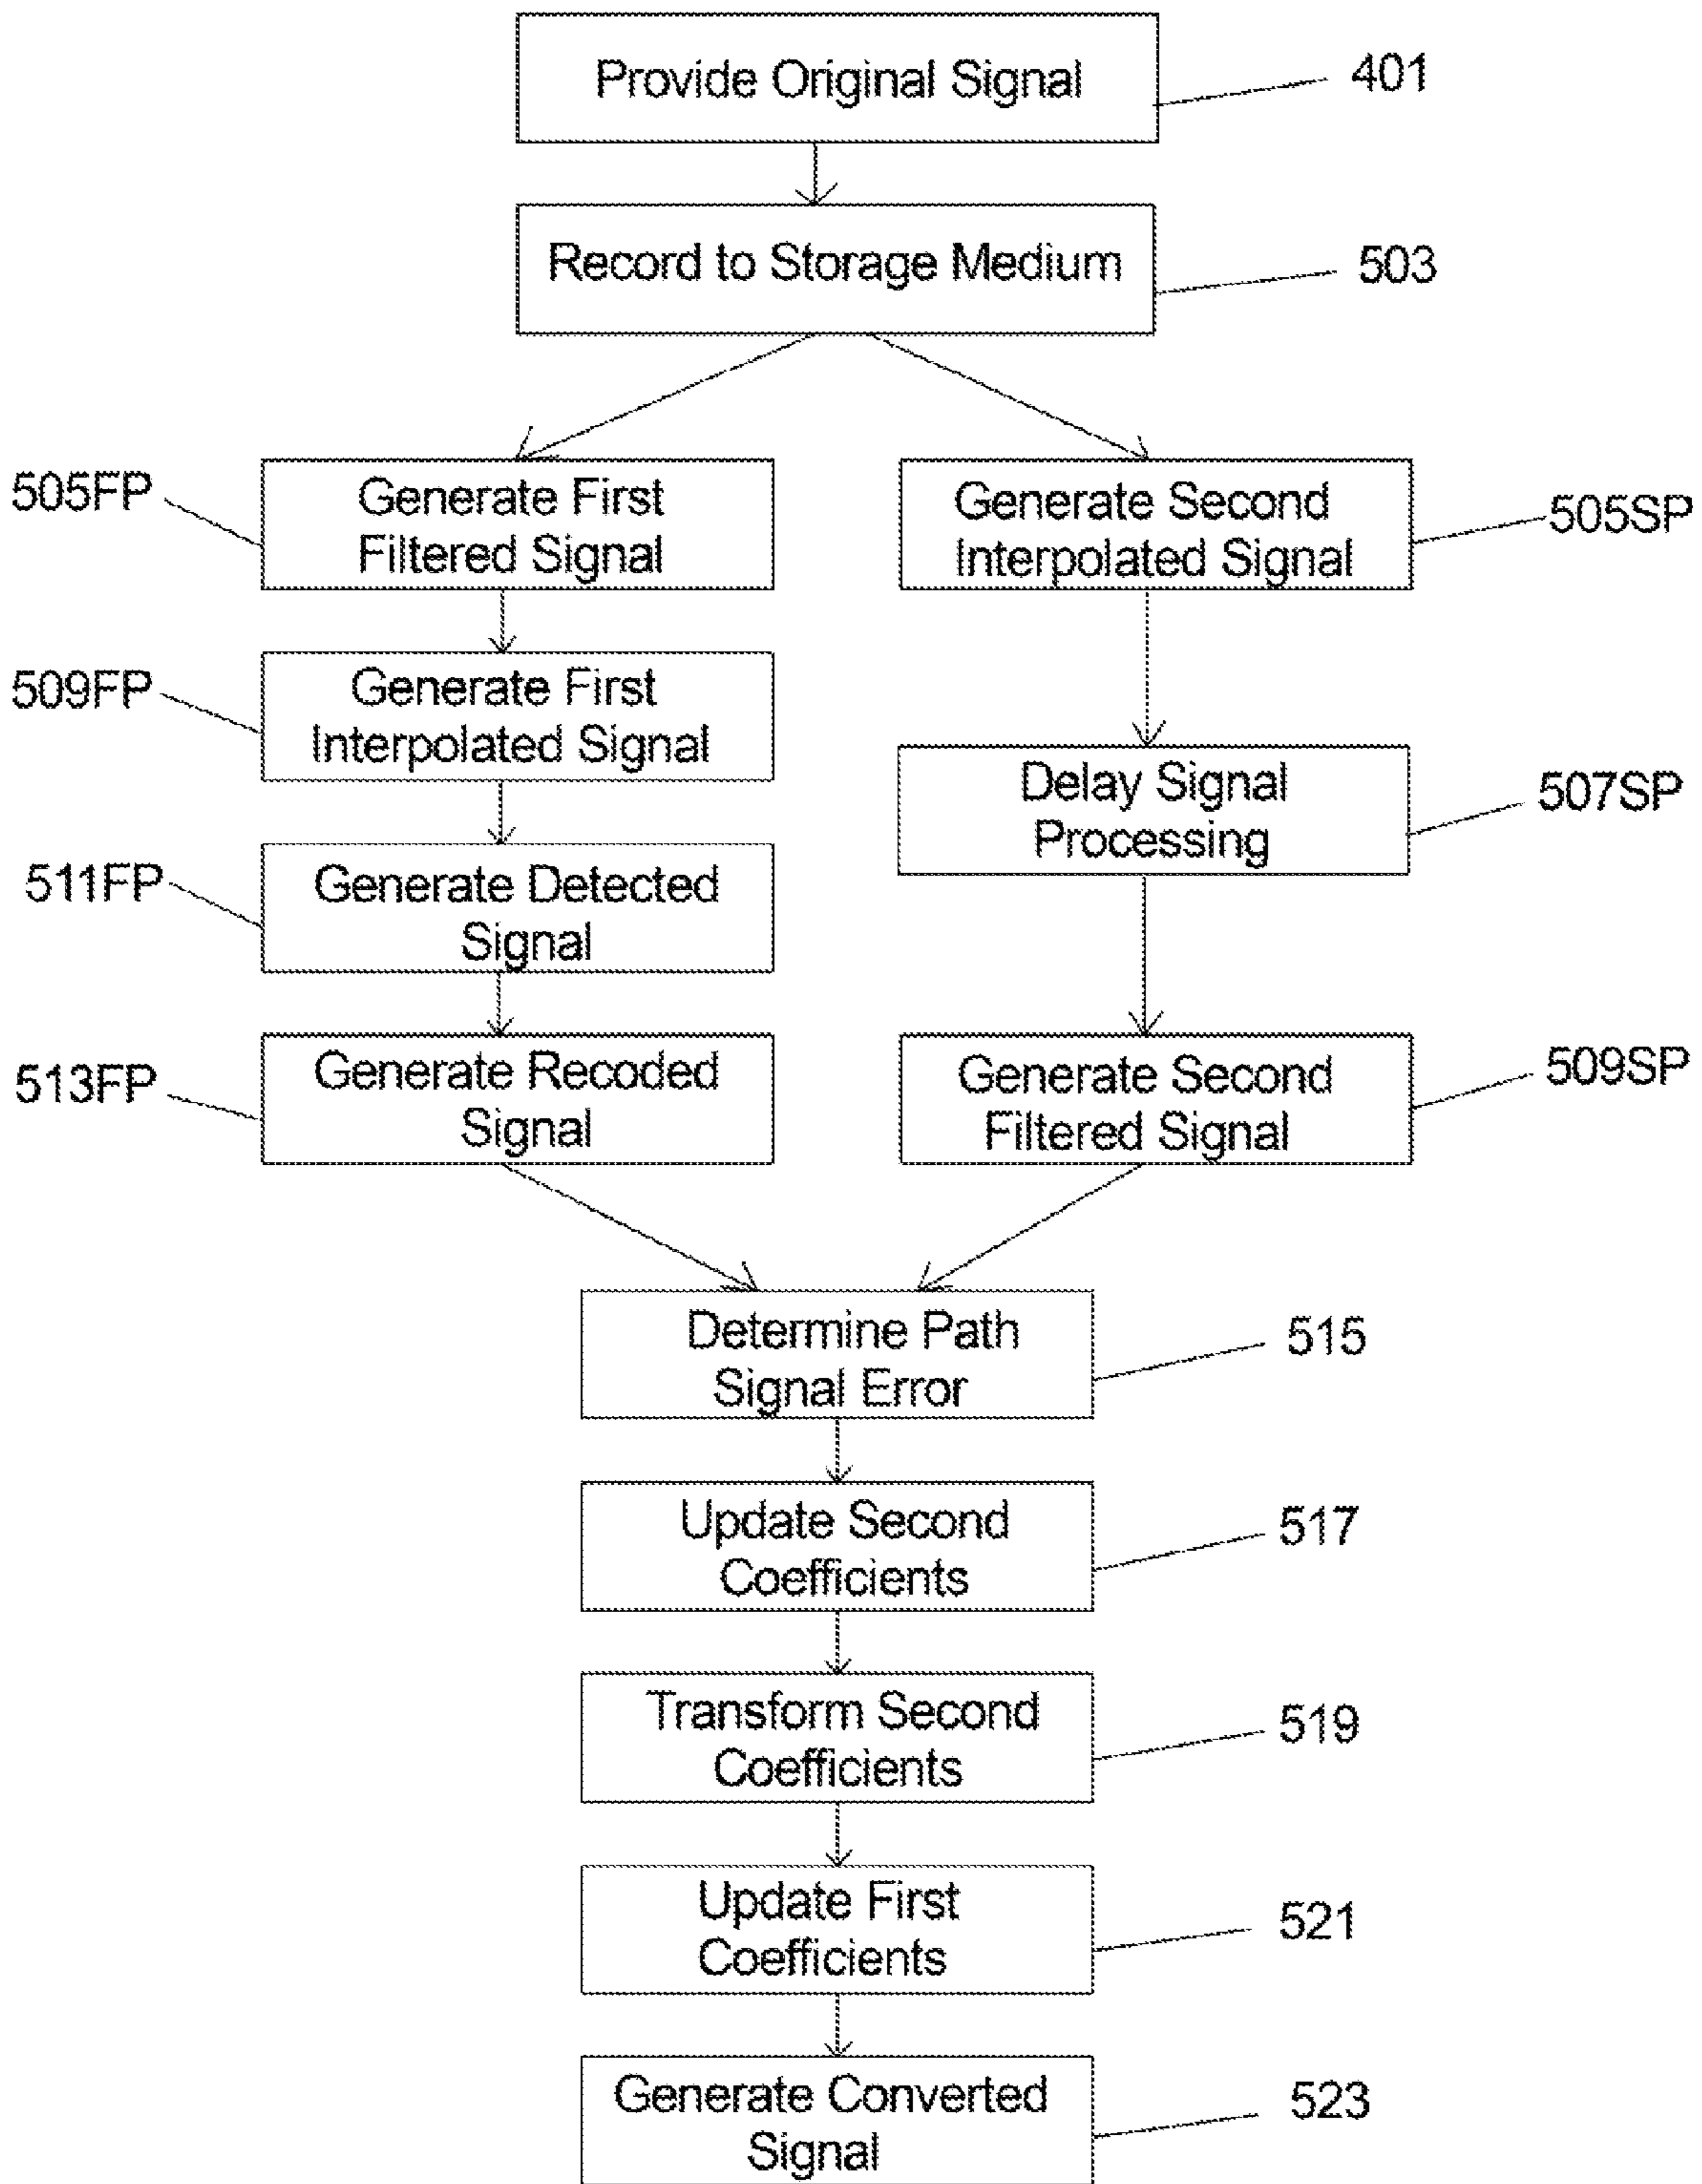 Provide Original Signal
401
Record to Storage Medium
503
505FP
Generate First
Filtered Signal
Generate Second
Interpolated Signal
505SP
509FP
Generate First
Interpolated Signal
Delay Signal
Processing
507SP
511FP
Generate Detected
Signal
513FP
Generate Recoded
Signal
Generate Second
Filtered Signal
509SP
Determine Path
Signal Error
515
Update Second
Coefficients
517
Transform Second
Coefficients
519
Update First
Coefficients
521
Generate Converted
Signal
523